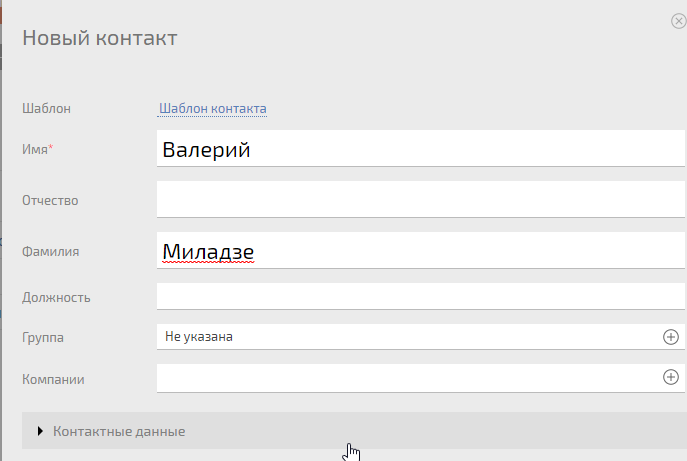 Новый контакт
Шаблон Шаблон контакта
Имя* Валерий
Отчество
Фамилия Миладзе
Должность
Группа Не указана
Компании
Контактные данные